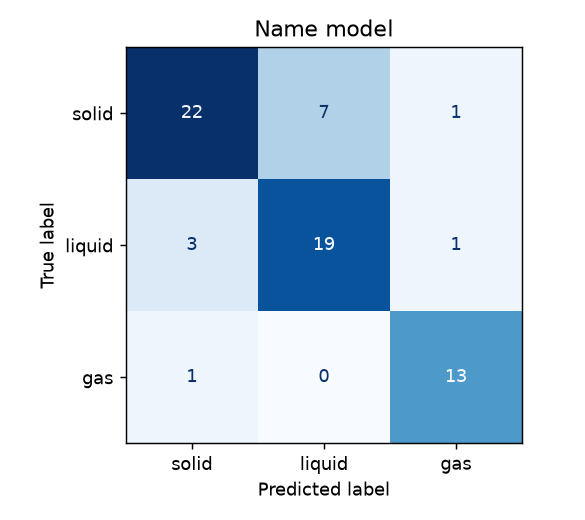 Name model
solid 22 7 1
liquid 3 19 1
gas 1 0 13
True label
solid liquid gas
Predicted label